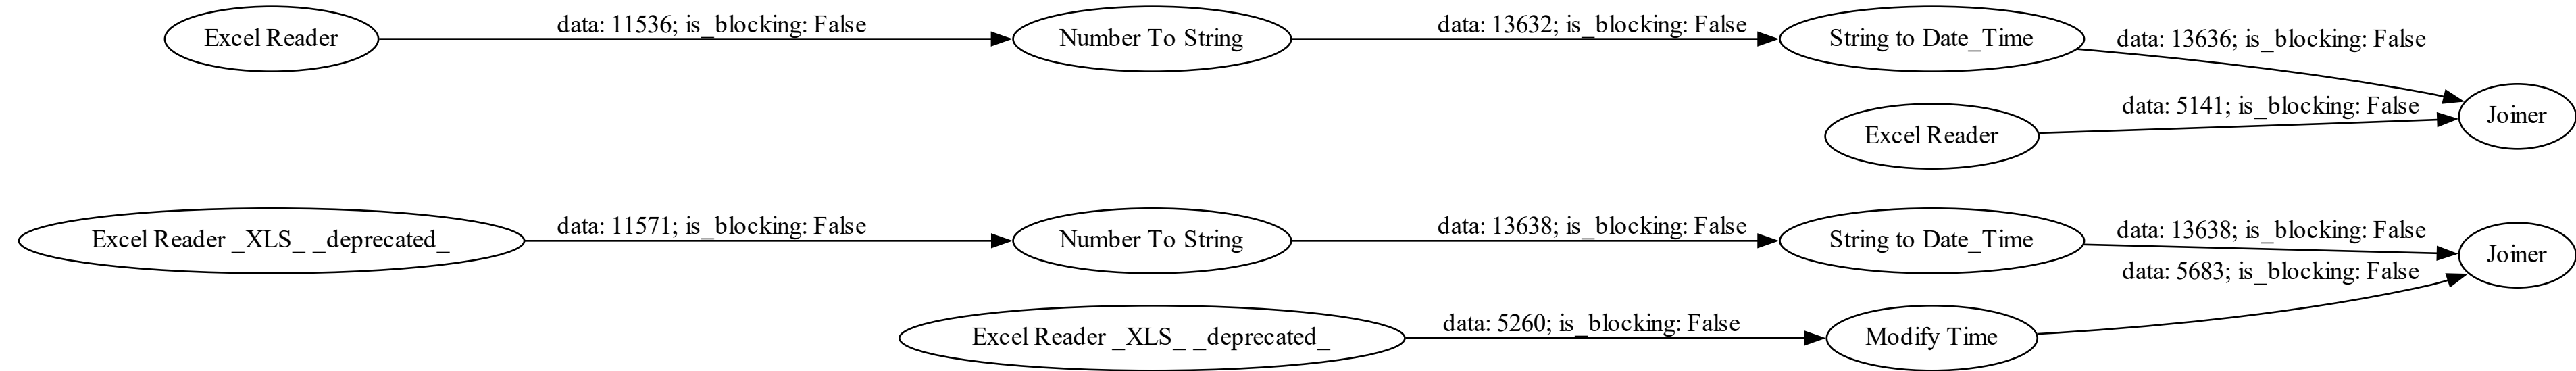 Excel Reader
data: 11536; is_blocking: False
Number To String
data: 13632; is_blocking: False
String to Date_Time
data: 13636; is_blocking: False
Excel Reader
data: 5141; is_blocking: False
Joiner
Excel Reader _XLS_ _deprecated_
data: 11571; is_blocking: False
Number To String
data: 13638; is_blocking: False
String to Date_Time
data: 13638; is_blocking: False
Joiner
Excel Reader _XLS_ _deprecated_
data: 5260; is_blocking: False
Modify Time
data: 5683; is_blocking: False